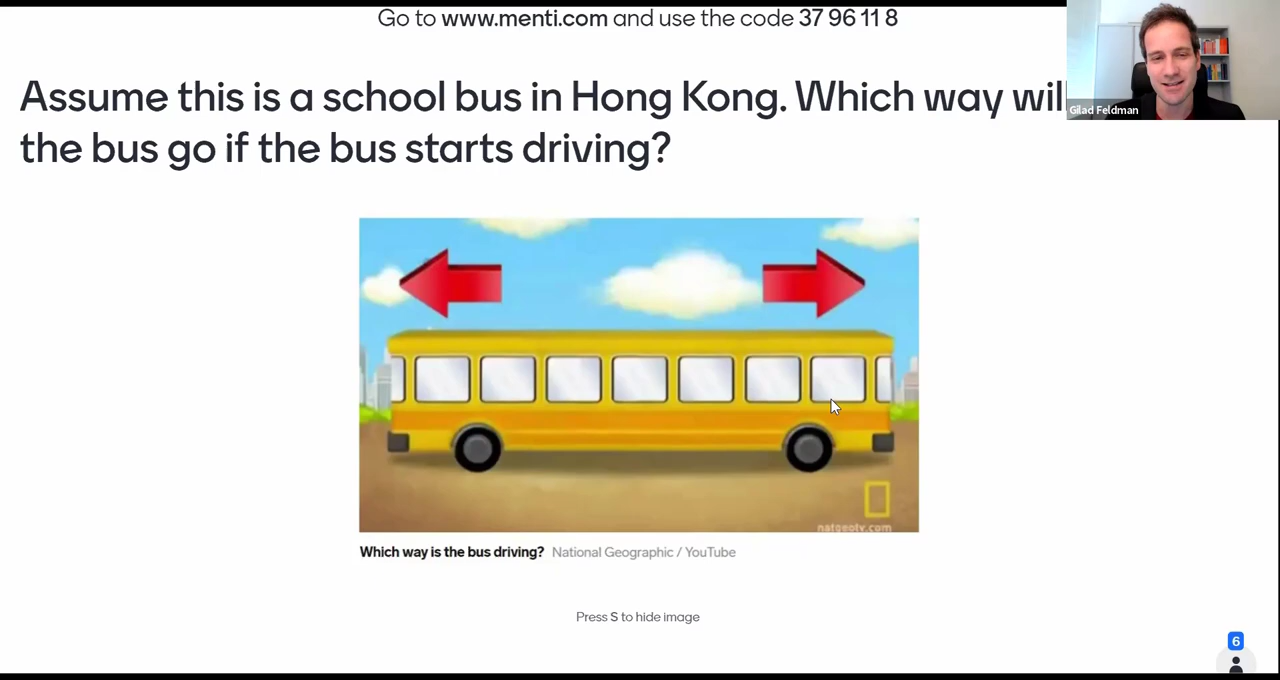 Go to www.menti.com and use the code 37 96 11 8
Gilad Feldman
Assume this is a school bus in Hong Kong. Which way will
the bus go if the bus starts driving?
natgeotv.com
Which way is the bus driving? National Geographic / YouTube
Press S to hide image
6